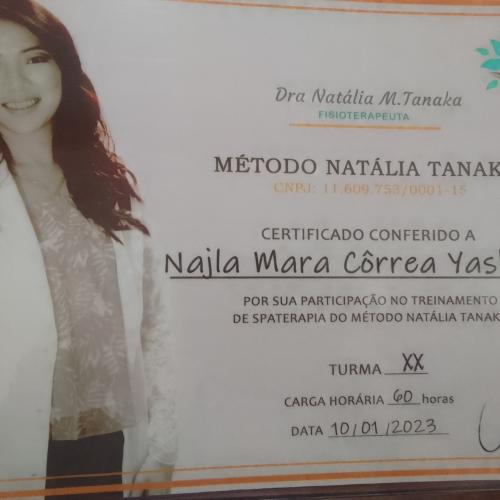 Dra Natália M.Tanaka
FISIOTERAPEUTA
MÉTODO NATÁLIA TANAK
CNPJ: 11.609.753/0001-15
CERTIFICADO CONFERIDO A
Najla Mara Côrrea Yas
POR SUA PARTICIPAÇÃO NO TREINAMENTO
DE SPATERAPIA DO MÉTODO NATÁLIA TANAK
TURMA XX
CARGA HORÁRIA 60 horas
DATA 10/01/2023